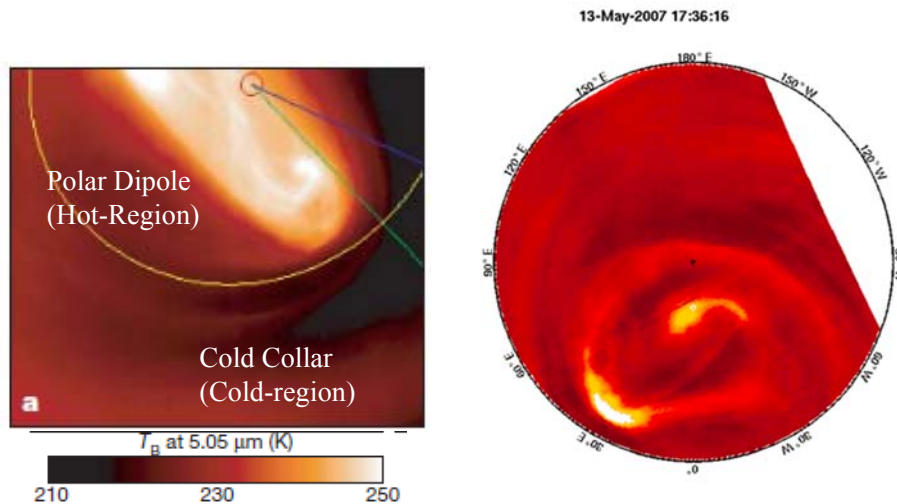 13-May-2007 17:36:16
Polar Dipole
(Hot-Region)
Cold Collar
(Cold-region)
a
T_B at 5.05 μm (K)
210
230
250
180° E
150° W
120° W
60° W
30° W
0°
30° E
60° E
90° E
120° E
150° E